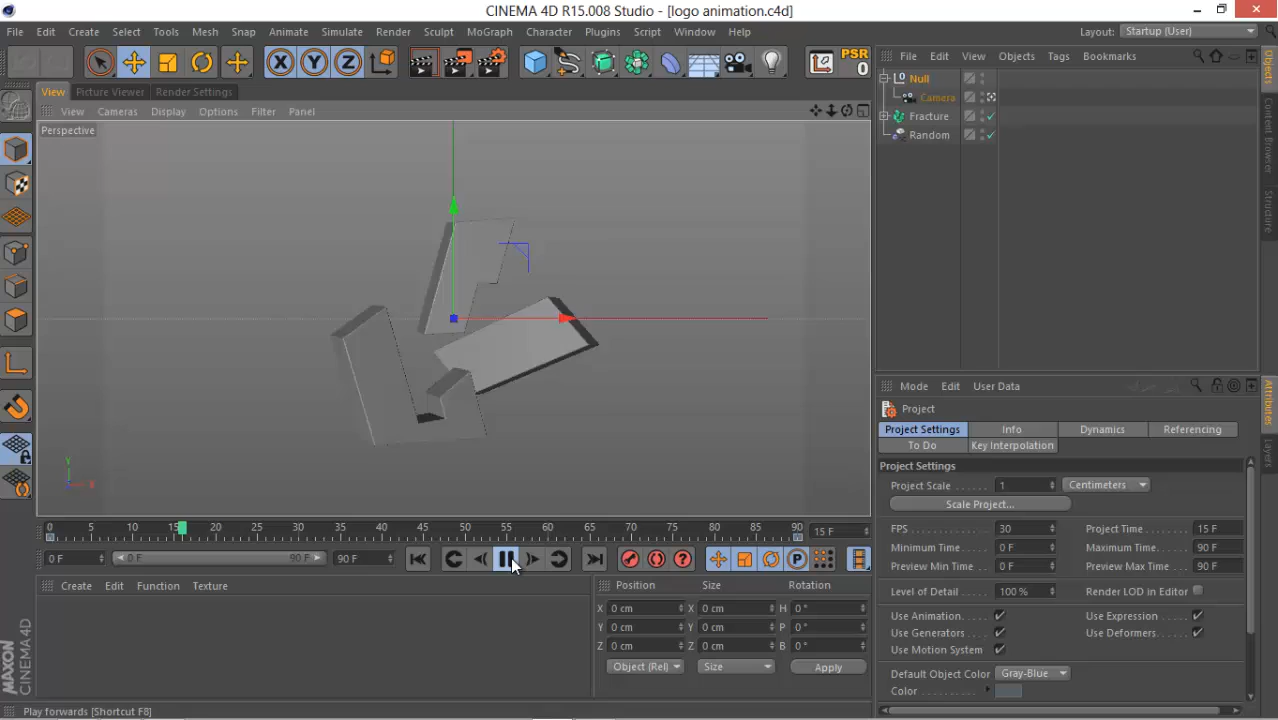 CINEMA 4D R15.008 Studio - [logo animation.c4d]
File Edit Create Select Tools Mesh Snap Animate Simulate Render Sculpt MoGraph Character Plugins Script Window Help
Layout: Startup (User)
X Y Z
PSR
0
File Edit View Objects Tags Bookmarks
View Picture Viewer Render Settings
View Cameras Display Options Filter Panel
Perspective
Null
Camera
Fracture
Random
Objects
Content Browser
Structure
Y
X
Mode Edit User Data
Project
Project Settings Info Dynamics Referencing
To Do Key Interpolation
Project Settings
Project Scale 1 Centimeters
Scale Project...
FPS 30 Project Time 15 F
Minimum Time 0 F Maximum Time 90 F
Preview Min Time 0 F Preview Max Time 90 F
Level of Detail 100 % Render LOD in Editor
Use Animation Use Expression
Use Generators Use Deformers
Use Motion System
Default Object Color Gray-Blue
Color
Attributes
Layers
0 5 10 15 20 25 30 35 40 45 50 55 60 65 70 75 80 85 90 15 F
0 F 0 F 90 F 90 F
P
Create Edit Function Texture
Position Size Rotation
X 0 cm X 0 cm H 0 °
Y 0 cm Y 0 cm P 0 °
Z 0 cm Z 0 cm B 0 °
Object (Rel) Size Apply
MAXON
CINEMA 4D
Play forwards [Shortcut F8]